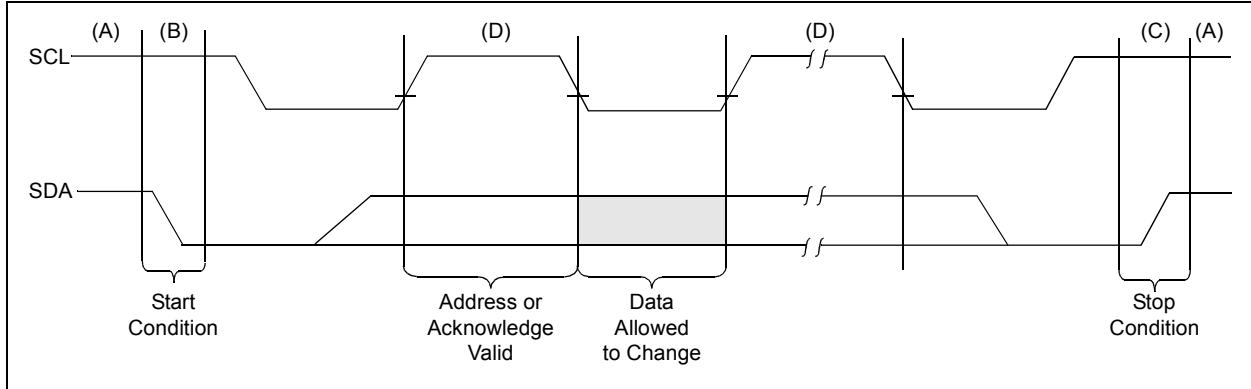 (A) (B) (D) (D) (C) (A)
SCL
SDA
Start
Condition
Address or
Acknowledge
Valid
Data
Allowed
to Change
Stop
Condition